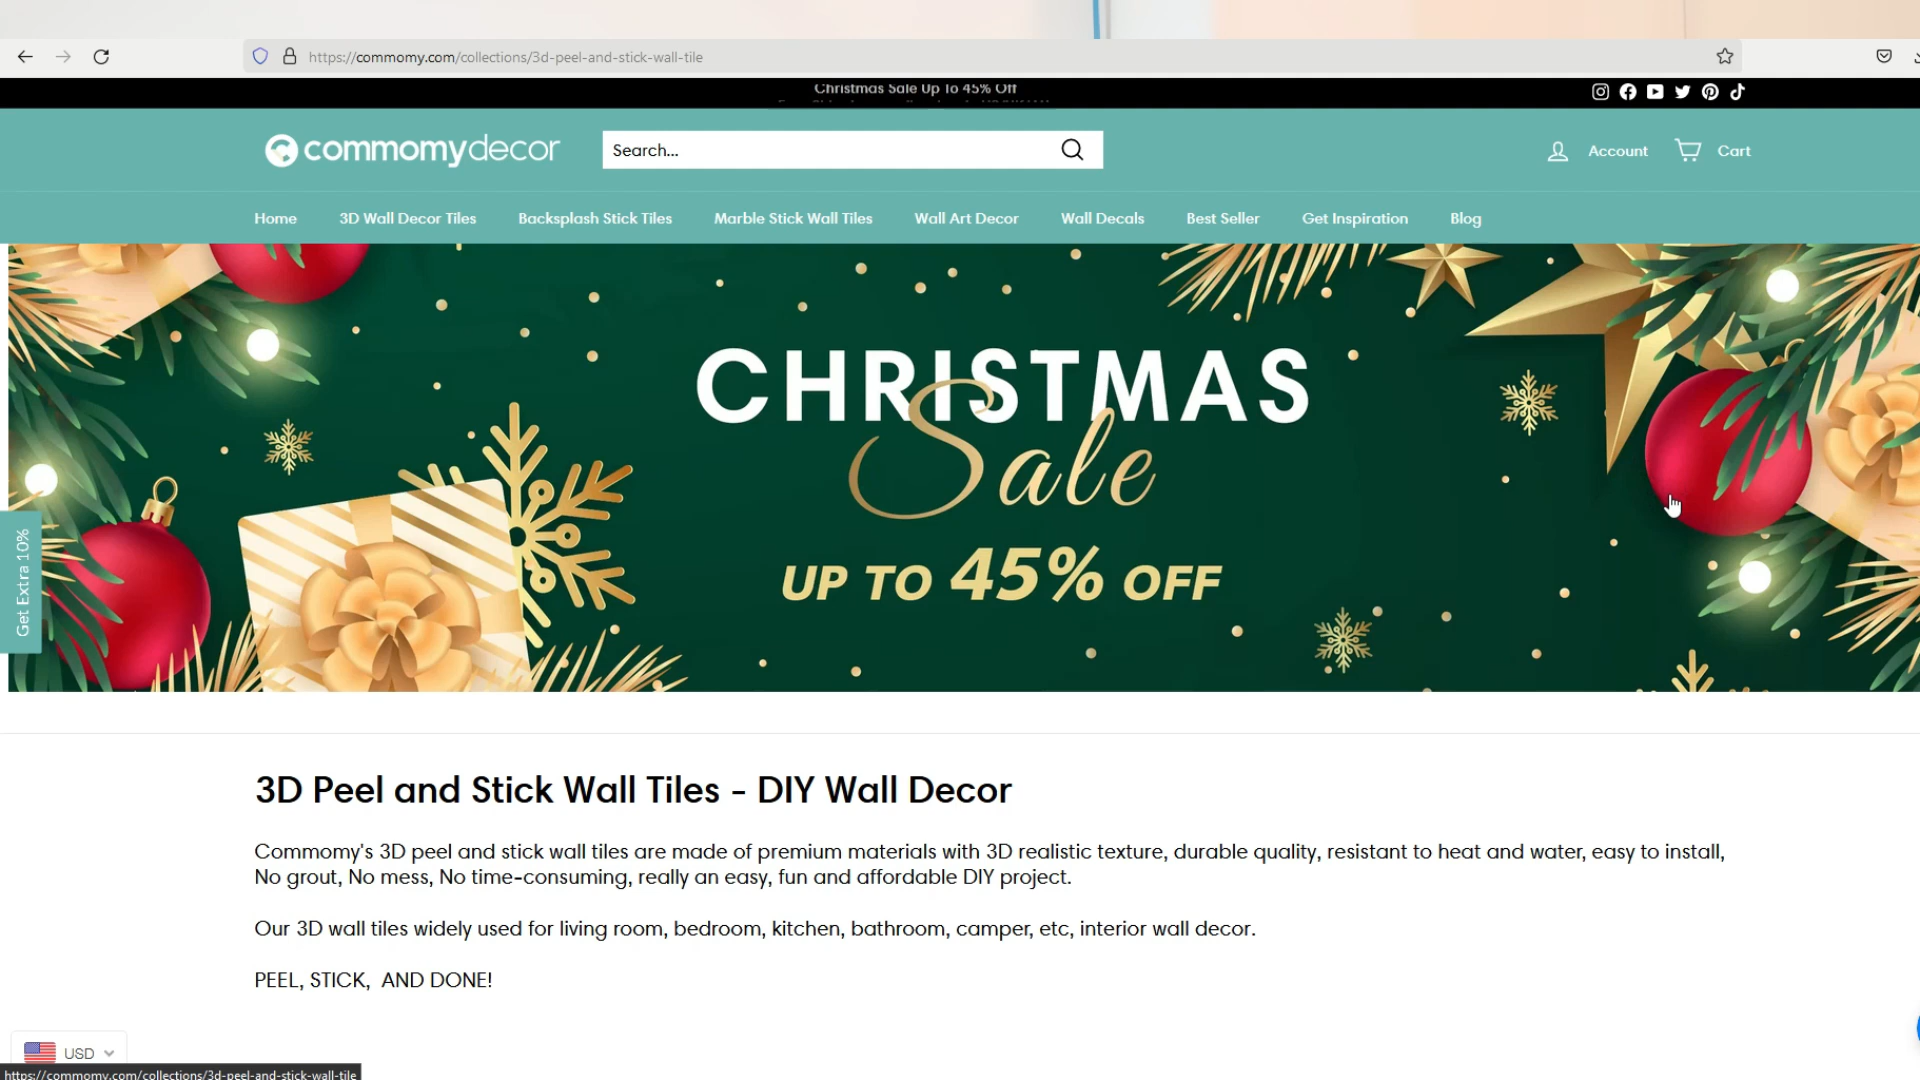 https://commomy.com/collections/3d-peel-and-stick-wall-tile
Christmas Sale Up To 45% Off
commomydecor
Search...
Account
Cart
Home
3D Wall Decor Tiles
Backsplash Stick Tiles
Marble Stick Wall Tiles
Wall Art Decor
Wall Decals
Best Seller
Get Inspiration
Blog
CHRISTMAS
Sale
UP TO 45% OFF
Get Extra 10%
3D Peel and Stick Wall Tiles - DIY Wall Decor
Commomy's 3D peel and stick wall tiles are made of premium materials with 3D realistic texture, durable quality, resistant to heat and water, easy to install,
No grout, No mess, No time-consuming, really an easy, fun and affordable DIY project.
Our 3D wall tiles widely used for living room, bedroom, kitchen, bathroom, camper, etc, interior wall decor.
PEEL, STICK,  AND DONE!
USD
https://commomy.com/collections/3d-peel-and-stick-wall-tile